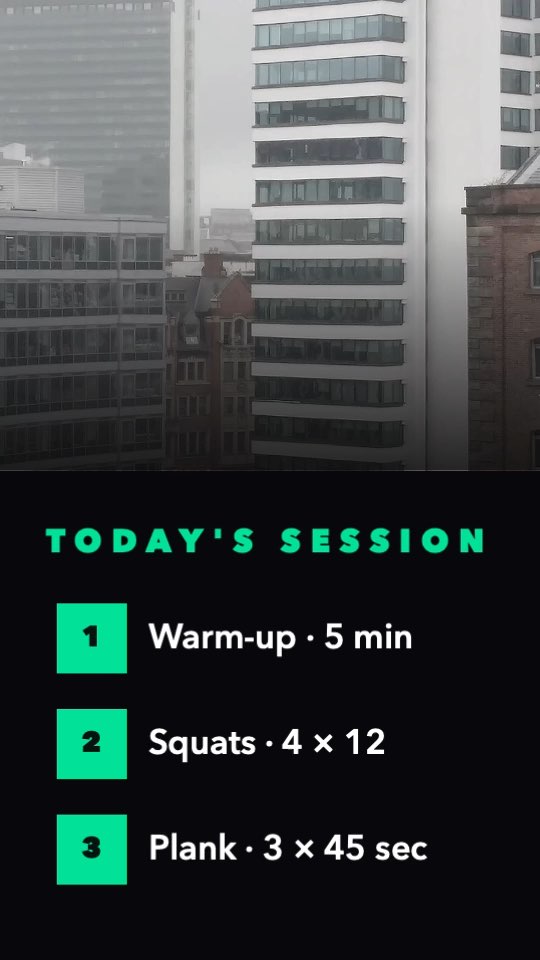 TODAY'S SESSION
1 Warm-up · 5 min
2 Squats · 4 × 12
3 Plank · 3 × 45 sec